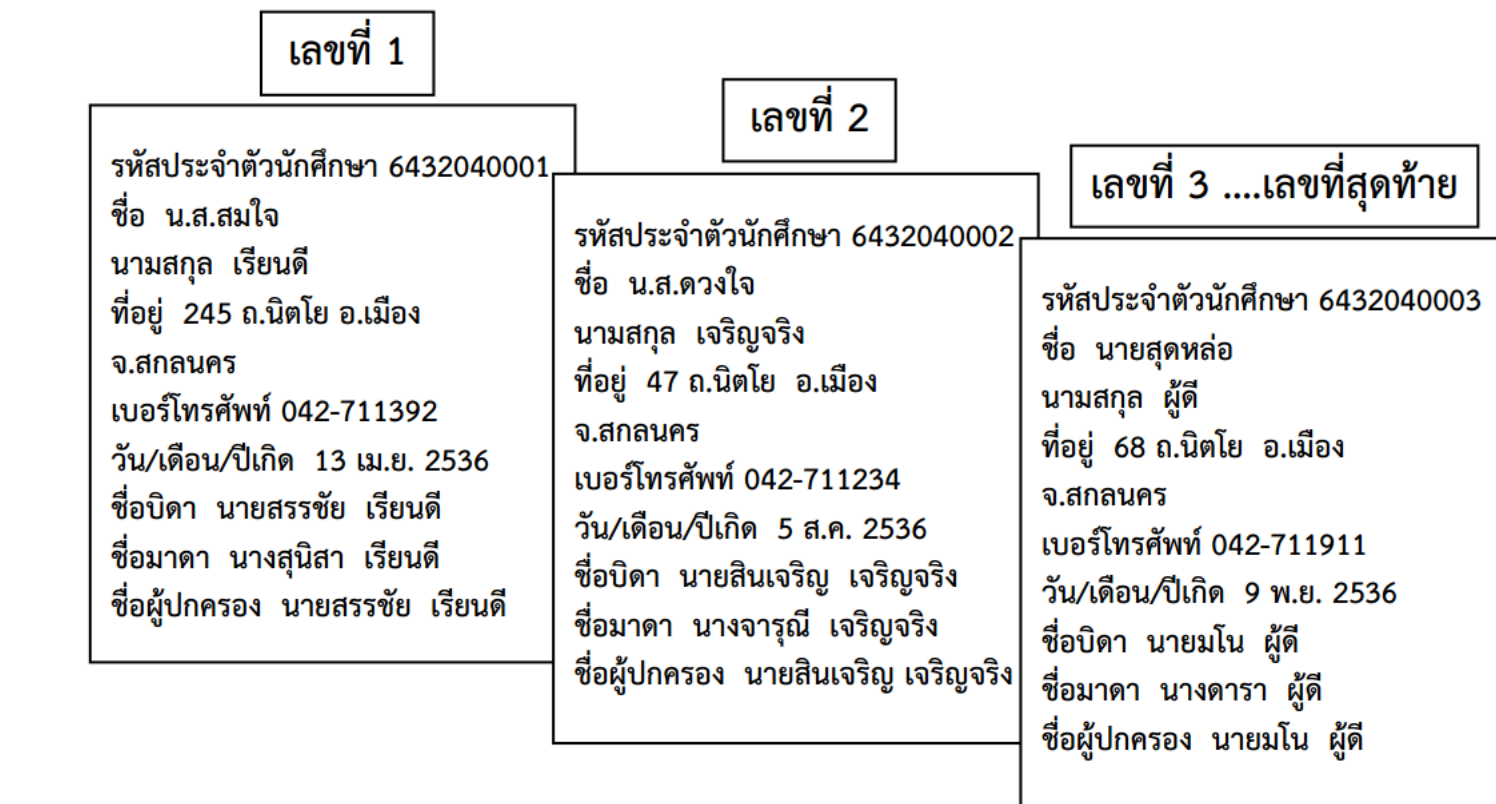 เลขที่ 1
รหัสประจำตัวนักศึกษา 6432040001
ชื่อ น.ส.สมใจ
นามสกุล เรียนดี
ที่อยู่ 245 ถ.นิตโย อ.เมือง
จ.สกลนคร
เบอร์โทรศัพท์ 042-711392
วัน/เดือน/ปีเกิด 13 เม.ย. 2536
ชื่อบิดา นายสรรชัย เรียนดี
ชื่อมาดา นางสุนิสา เรียนดี
ชื่อผู้ปกครอง นายสรรชัย เรียนดี
เลขที่ 2
รหัสประจำตัวนักศึกษา 6432040002
ชื่อ น.ส.ดวงใจ
นามสกุล เจริญจริง
ที่อยู่ 47 ถ.นิตโย อ.เมือง
จ.สกลนคร
เบอร์โทรศัพท์ 042-711234
วัน/เดือน/ปีเกิด 5 ส.ค. 2536
ชื่อบิดา นายสินเจริญ เจริญจริง
ชื่อมาดา นางจารุณี เจริญจริง
ชื่อผู้ปกครอง นายสินเจริญ เจริญจริง
เลขที่ 3 ....เลขที่สุดท้าย
รหัสประจำตัวนักศึกษา 6432040003
ชื่อ นายสุดหล่อ
นามสกุล ผู้ดี
ที่อยู่ 68 ถ.นิตโย อ.เมือง
จ.สกลนคร
เบอร์โทรศัพท์ 042-711911
วัน/เดือน/ปีเกิด 9 พ.ย. 2536
ชื่อบิดา นายมโน ผู้ดี
ชื่อมาดา นางดารา ผู้ดี
ชื่อผู้ปกครอง นายมโน ผู้ดี